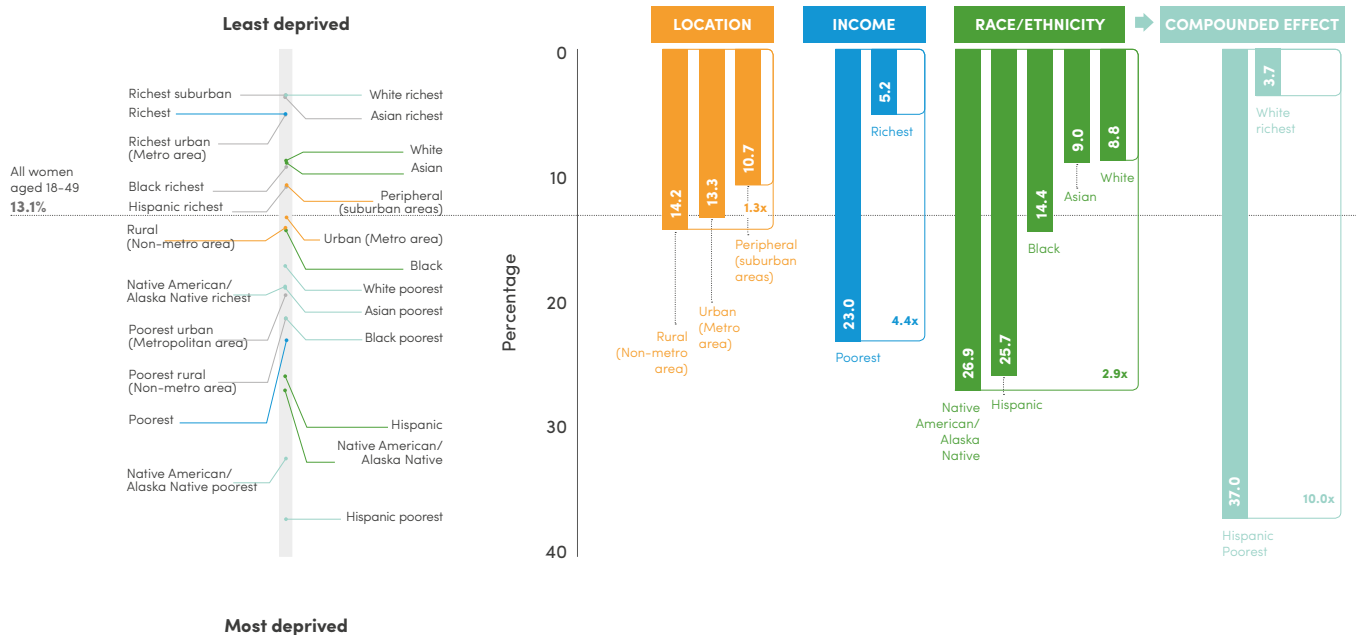 Least deprived
Richest suburban
Richest
Richest urban
(Metro area)
All women
aged 18-49
13.1%
Black richest
Hispanic richest
Rural
(Non-metro area)
Native American/
Alaska Native richest
Poorest urban
(Metropolitan area)
Poorest rural
(Non-metro area)
Poorest
Native American/
Alaska Native poorest
White richest
Asian richest
White
Asian
Peripheral
(suburban areas)
Urban (Metro area)
Black
White poorest
Asian poorest
Black poorest
Hispanic
Native American/
Alaska Native
Hispanic poorest
Most deprived
Percentage
0
10
20
30
40
LOCATION
14.2
13.3
10.7
1.3x
Rural
(Non-metro
area)
Urban
(Metro
area)
Peripheral
(suburban
areas)
INCOME
23.0
5.2
Richest
4.4x
Poorest
RACE/ETHNICITY
26.9
25.7
14.4
9.0
8.8
White
Asian
Black
2.9x
Native
American/
Alaska
Native
Hispanic
COMPOUNDED EFFECT
37.0
3.7
White
richest
10.0x
Hispanic
Poorest